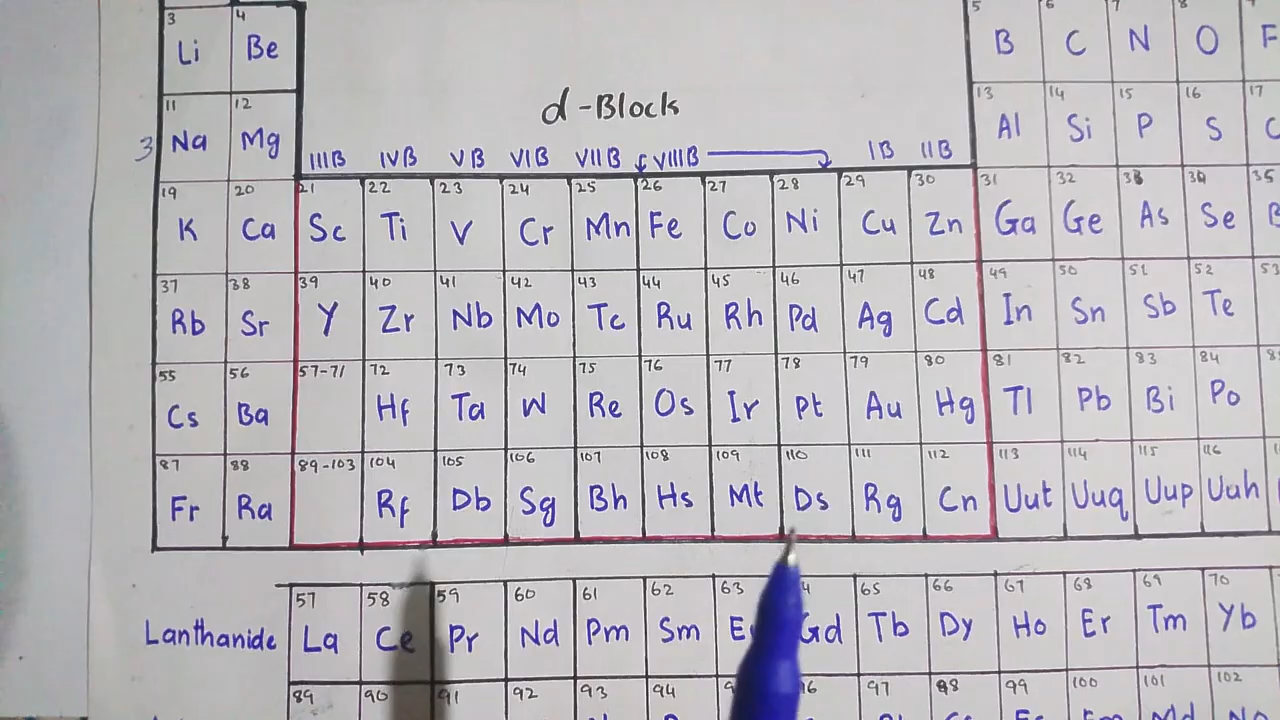 3 4 5 6 7 8
Li Be B C N O F
d-Block
11 12 13 14 15 16 17
3 Na Mg Al Si P S
IIIB IVB VB VIB VIIB VIIIB IB IIB
19 20 21 22 23 24 25 26 27 28 29 30 31 32 33 34 35
K Ca Sc Ti V Cr Mn Fe Co Ni Cu Zn Ga Ge As Se
37 38 39 40 41 42 43 44 45 46 47 48 49 50 51 52 53
Rb Sr Y Zr Nb Mo Tc Ru Rh Pd Ag Cd In Sn Sb Te
55 56 57-71 72 73 74 75 76 77 78 79 80 81 82 83 84
Cs Ba Hf Ta W Re Os Ir Pt Au Hg Tl Pb Bi Po
87 88 89-103 104 105 106 107 108 109 110 111 112 113 114 115 116
Fr Ra Rf Db Sg Bh Hs Mt Ds Rg Cn Uut Uuq Uup Uuh
57 58 59 60 61 62 63 65 66 67 68 69 70
Lanthanide La Ce Pr Nd Pm Sm Gd Tb Dy Ho Er Tm Yb
89 90 91 92 93 94 97 98 99 100 101 102